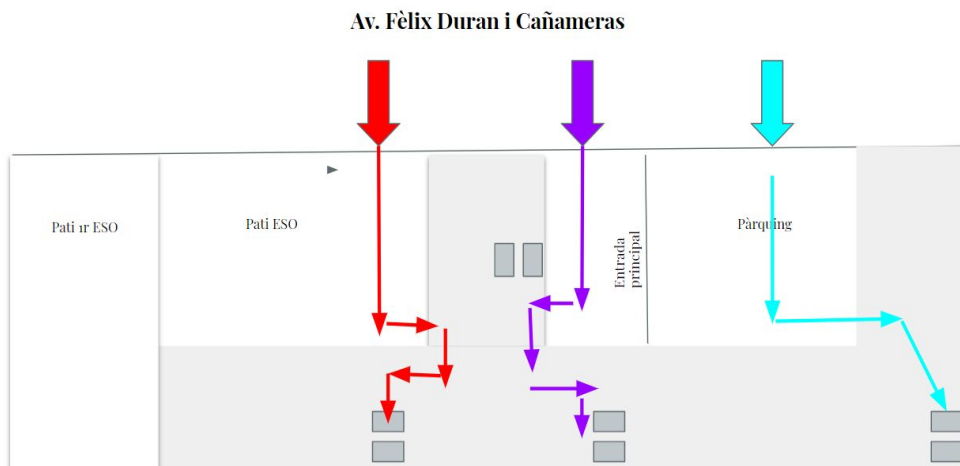 Av. Fèlix Duran i Cañameras
Pati 1r ESO
Pati ESO
Entrada
principal
Pàrquing